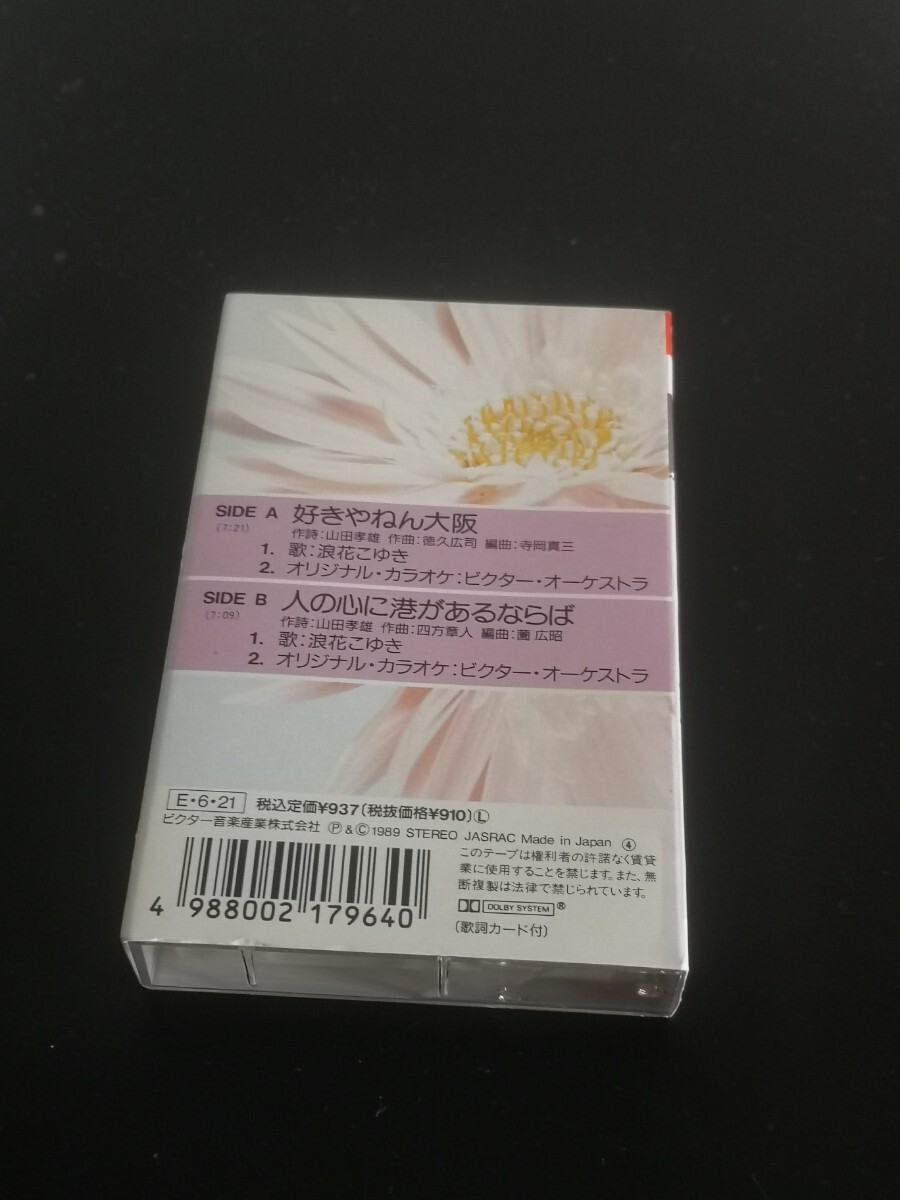 SIDE A 好きやねん大阪
(7:21) 作詩:山田孝雄 作曲:徳久広司 編曲:寺岡真三
1. 歌:浪花こゆき
2. オリジナル・カラオケ:ビクター・オーケストラ
SIDE B 人の心に港があるならば
(7:09) 作詩:山田孝雄 作曲:四方章人 編曲:薗 広昭
1. 歌:浪花こゆき
2. オリジナル・カラオケ:ビクター・オーケストラ
E・6・21 税込定価¥937(税抜価格¥910)Ⓛ
ビクター音楽産業株式会社 Ⓟ&Ⓒ1989 STEREO JASRAC Made in Japan ④
このテープは権利者の許諾なく賃貸
業に使用することを禁じます。また、無
断複製は法律で禁じられています。
DOLBY SYSTEM ®
(歌詞カード付)
4 988002 179640